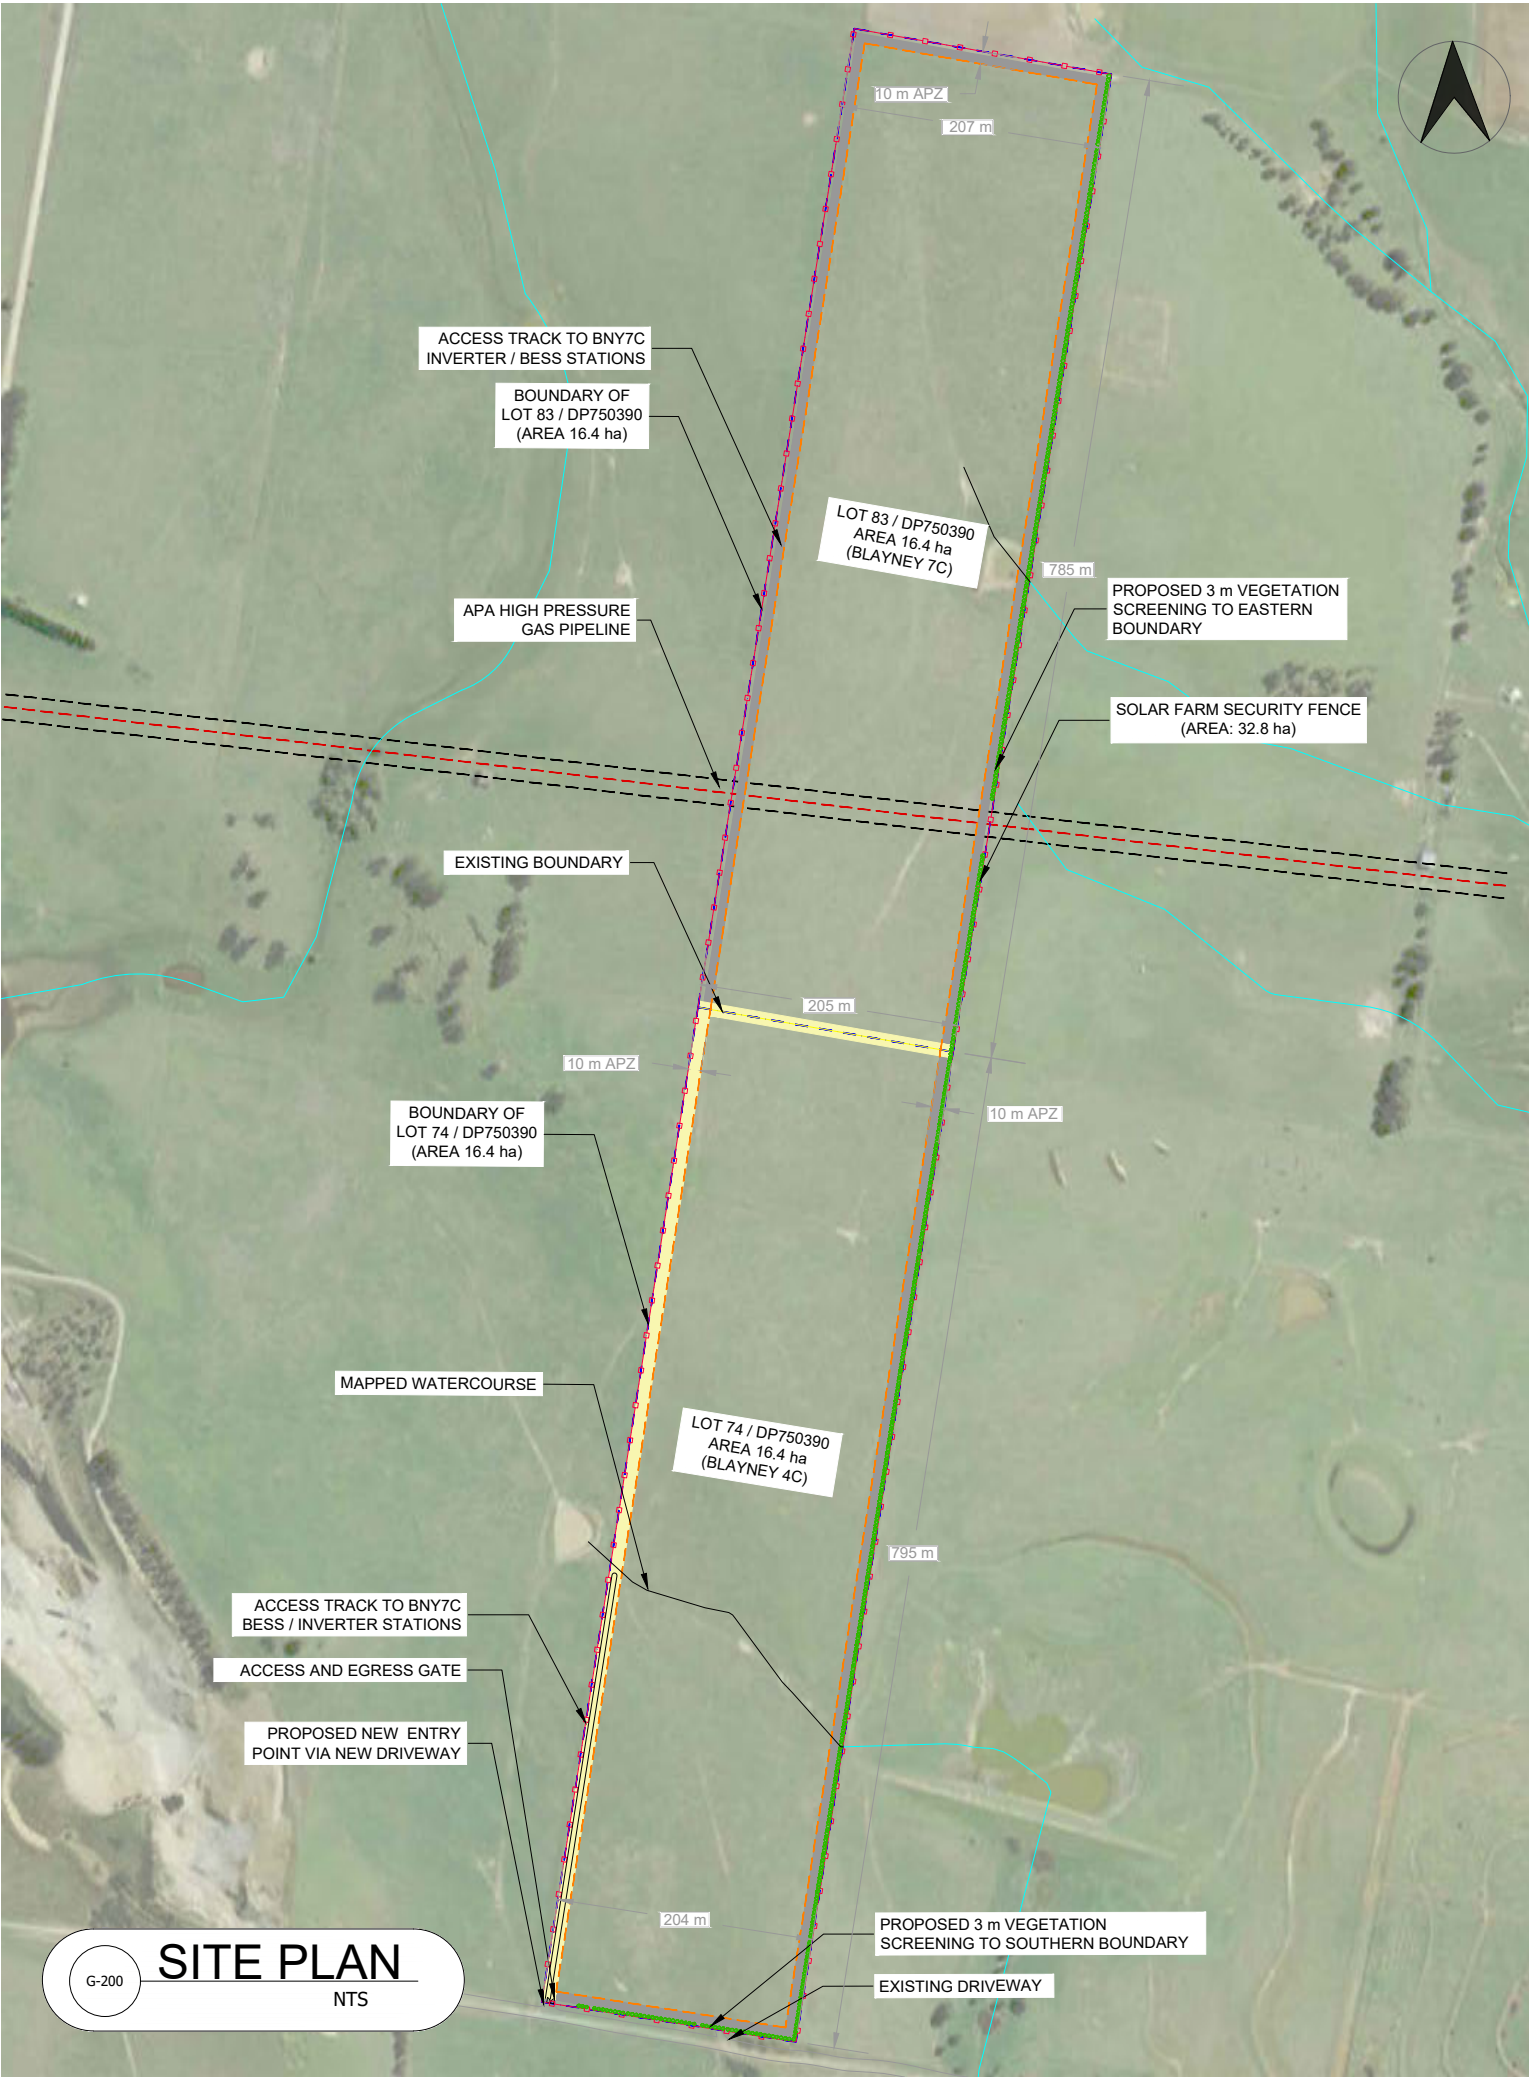 10 m APZ
207 m
ACCESS TRACK TO BNY7C
INVERTER / BESS STATIONS
BOUNDARY OF
LOT 83 / DP750390
(AREA 16.4 ha)
LOT 83 / DP750390
AREA 16.4 ha
(BLAYNEY 7C)
785 m
PROPOSED 3 m VEGETATION
SCREENING TO EASTERN
BOUNDARY
APA HIGH PRESSURE
GAS PIPELINE
SOLAR FARM SECURITY FENCE
(AREA: 32.8 ha)
EXISTING BOUNDARY
205 m
10 m APZ
10 m APZ
BOUNDARY OF
LOT 74 / DP750390
(AREA 16.4 ha)
MAPPED WATERCOURSE
LOT 74 / DP750390
AREA 16.4 ha
(BLAYNEY 4C)
795 m
ACCESS TRACK TO BNY7C
BESS / INVERTER STATIONS
ACCESS AND EGRESS GATE
PROPOSED NEW ENTRY
POINT VIA NEW DRIVEWAY
204 m
PROPOSED 3 m VEGETATION
SCREENING TO SOUTHERN BOUNDARY
EXISTING DRIVEWAY
G-200
SITE PLAN
NTS